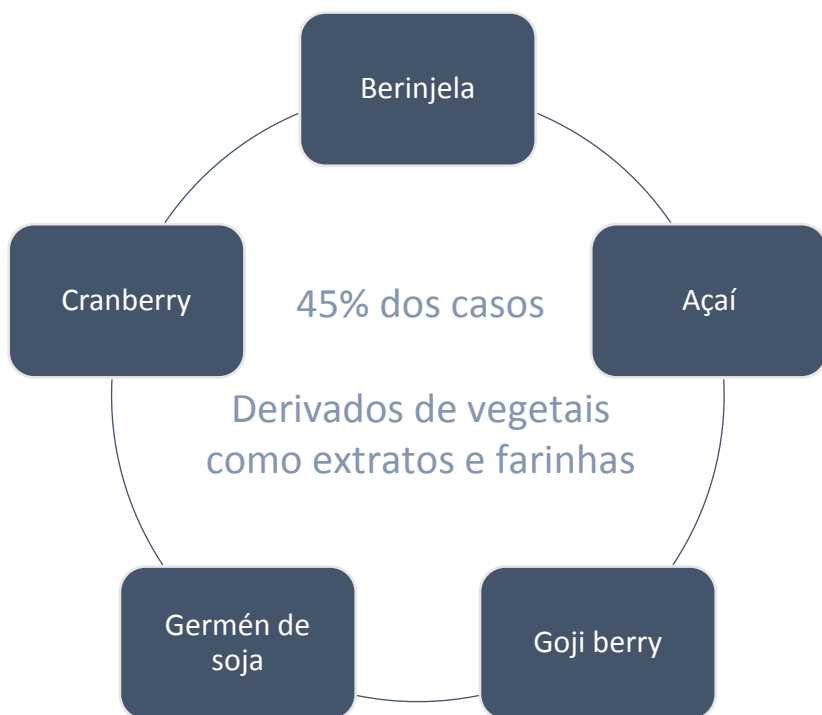 Berinjela
Cranberry
45% dos casos
Açaí
Derivados de vegetais
como extratos e farinhas
Germén de
soja
Goji berry